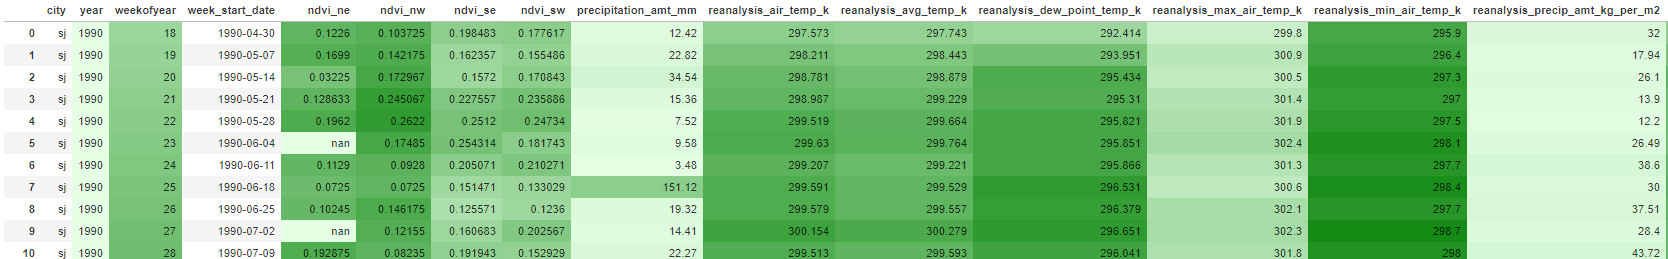 city year weekofyear week_start_date ndvi_ne ndvi_nw ndvi_se ndvi_sw precipitation_amt_mm reanalysis_air_temp_k reanalysis_avg_temp_k reanalysis_dew_point_temp_k reanalysis_max_air_temp_k reanalysis_min_air_temp_k reanalysis_precip_amt_kg_per_m2
0 sj 1990 18 1990-04-30 0.1226 0.103725 0.198483 0.177617 12.42 297.573 297.743 292.414 299.8 295.9 32
1 sj 1990 19 1990-05-07 0.1699 0.142175 0.162357 0.155486 22.82 298.211 298.443 293.951 300.9 296.4 17.94
2 sj 1990 20 1990-05-14 0.03225 0.172967 0.1572 0.170843 34.54 298.781 298.879 295.434 300.5 297.3 26.1
3 sj 1990 21 1990-05-21 0.128633 0.245067 0.227557 0.235886 15.36 298.987 299.229 295.31 301.4 297 13.9
4 sj 1990 22 1990-05-28 0.1962 0.2622 0.2512 0.24734 7.52 299.519 299.664 295.821 301.9 297.5 12.2
5 sj 1990 23 1990-06-04 nan 0.17485 0.254314 0.181743 9.58 299.63 299.764 295.851 302.4 298.1 26.49
6 sj 1990 24 1990-06-11 0.1129 0.0928 0.205071 0.210271 3.48 299.207 299.221 295.866 301.3 297.7 38.6
7 sj 1990 25 1990-06-18 0.0725 0.0725 0.151471 0.133029 151.12 299.591 299.529 296.531 300.6 298.4 30
8 sj 1990 26 1990-06-25 0.10245 0.146175 0.125571 0.1236 19.32 299.579 299.557 296.379 302.1 297.7 37.51
9 sj 1990 27 1990-07-02 nan 0.12155 0.160683 0.202567 14.41 300.154 300.279 296.651 302.3 298.7 28.4
10 sj 1990 28 1990-07-09 0.192875 0.08235 0.191943 0.152929 22.27 299.513 299.593 296.041 301.8 298 43.72